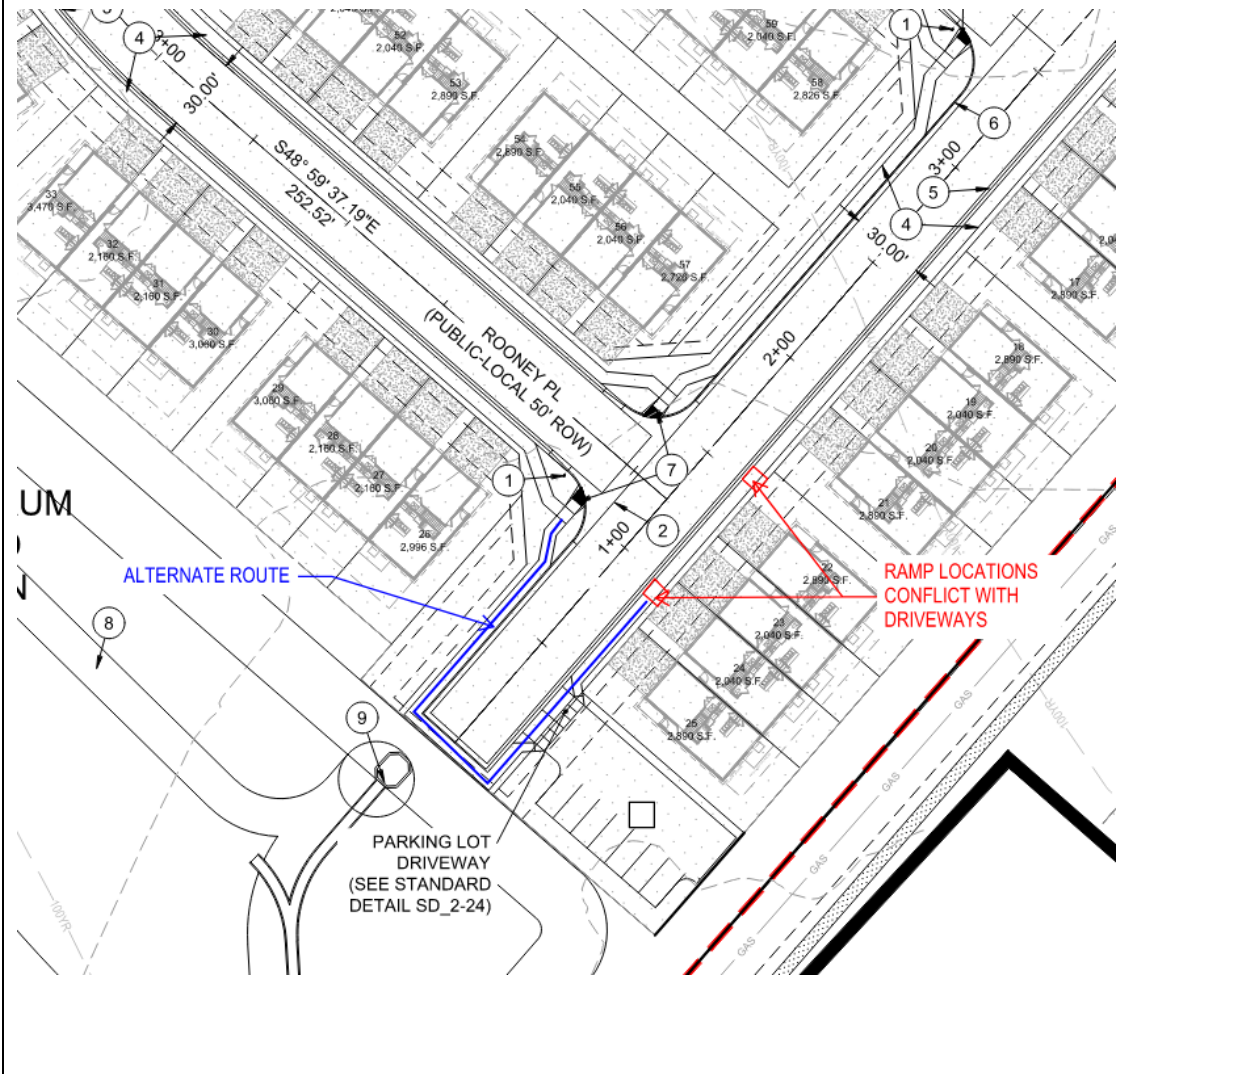 4
3+00
30.00'
S48° 59' 37.19"E
252.52'
52
2,040 S.F.
53
2,890 S.F.
59
2,040 S.F.
58
2,826 S.F.
1
6
3+00
5
4
30.00'
100YR
54
2,890 S.F.
55
2,040 S.F.
56
2,040 S.F.
57
2,720 S.F.
33
3,470 S.F.
32
2,160 S.F.
31
2,160 S.F.
30
3,060 S.F.
17
2,890 S.F.
ROONEY PL
(PUBLIC-LOCAL 50' ROW)
2+00
18
2,890 S.F.
19
2,040 S.F.
20
2,040 S.F.
21
2,890 S.F.
29
3,060 S.F.
28
2,160 S.F.
27
2,160 S.F.
26
2,996 S.F.
1
7
2
1+00
UM
N
ALTERNATE ROUTE
RAMP LOCATIONS
CONFLICT WITH
DRIVEWAYS
22
2,890 S.F.
23
2,040 S.F.
24
2,040 S.F.
25
2,890 S.F.
8
9
PARKING LOT
DRIVEWAY
(SEE STANDARD
DETAIL SD_2-24)
GAS
GAS
GAS
GAS
GAS
100YR
100YR